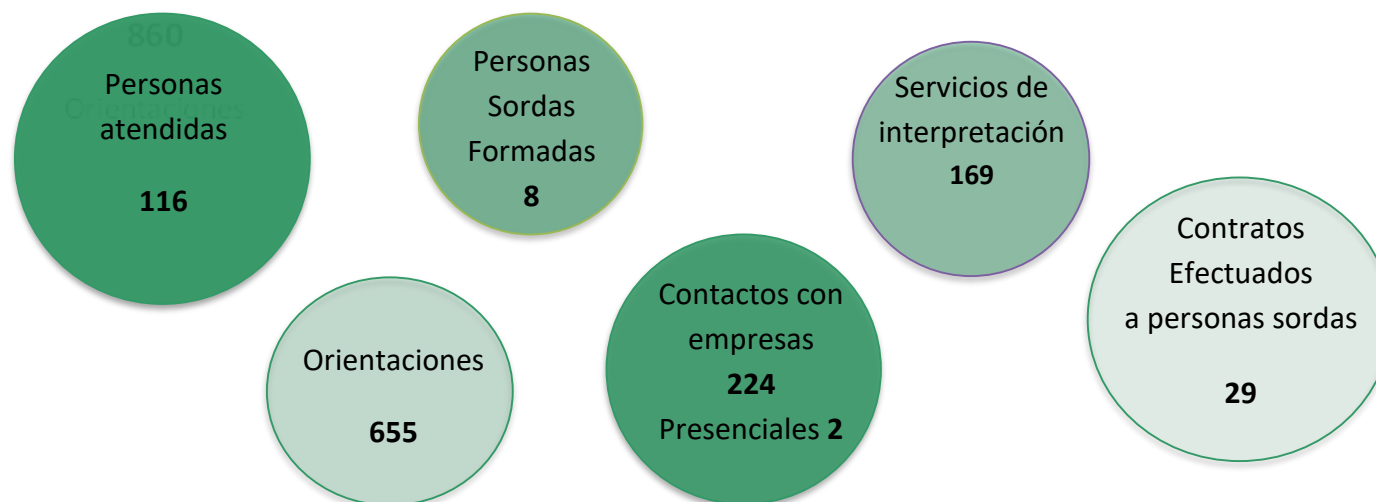 860
Orientaciones
Personas
atendidas
116
Personas
Sordas
Formadas
8
Servicios de
interpretación
169
Contratos
Efectuados
a personas sordas
29
Orientaciones
655
Contactos con
empresas
224
Presenciales 2